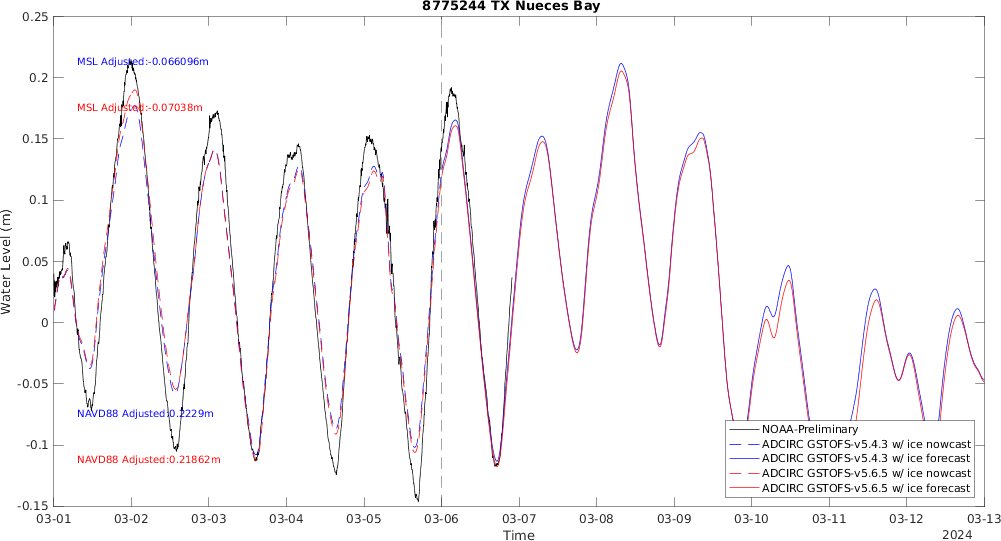 8775244 TX Nueces Bay
0.25
0.2
0.15
0.1
0.05
0
-0.05
-0.1
-0.15
Water Level (m)
MSL Adjusted:-0.066096m
MSL Adjusted:-0.07038m
NAVD88 Adjusted:0.2229m
NAVD88 Adjusted:0.21862m
NOAA-Preliminary
ADCIRC GSTOFS-v5.4.3 w/ ice nowcast
ADCIRC GSTOFS-v5.4.3 w/ ice forecast
ADCIRC GSTOFS-v5.6.5 w/ ice nowcast
ADCIRC GSTOFS-v5.6.5 w/ ice forecast
03-01 03-02 03-03 03-04 03-05 03-06 03-07 03-08 03-09 03-10 03-11 03-12 03-13
Time
2024